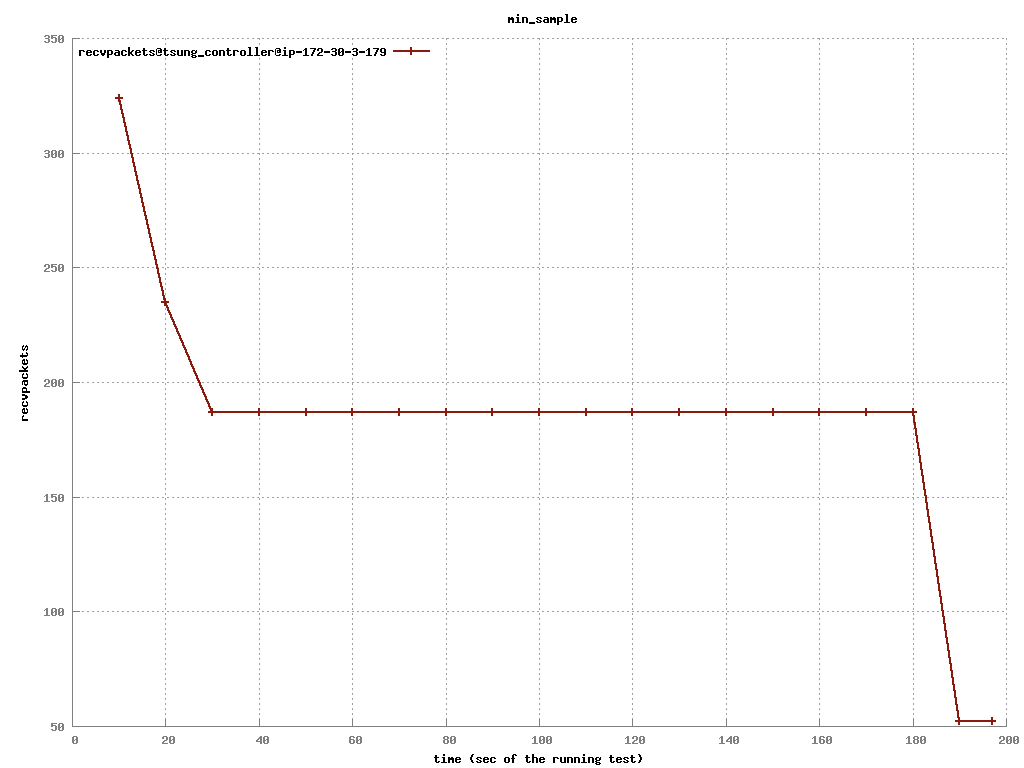 min_sample
350
recvpackets@tsung_controller@ip-172-30-3-179
300
250
200
recvpackets
150
100
50
0 20 40 60 80 100 120 140 160 180 200
time (sec of the running test)